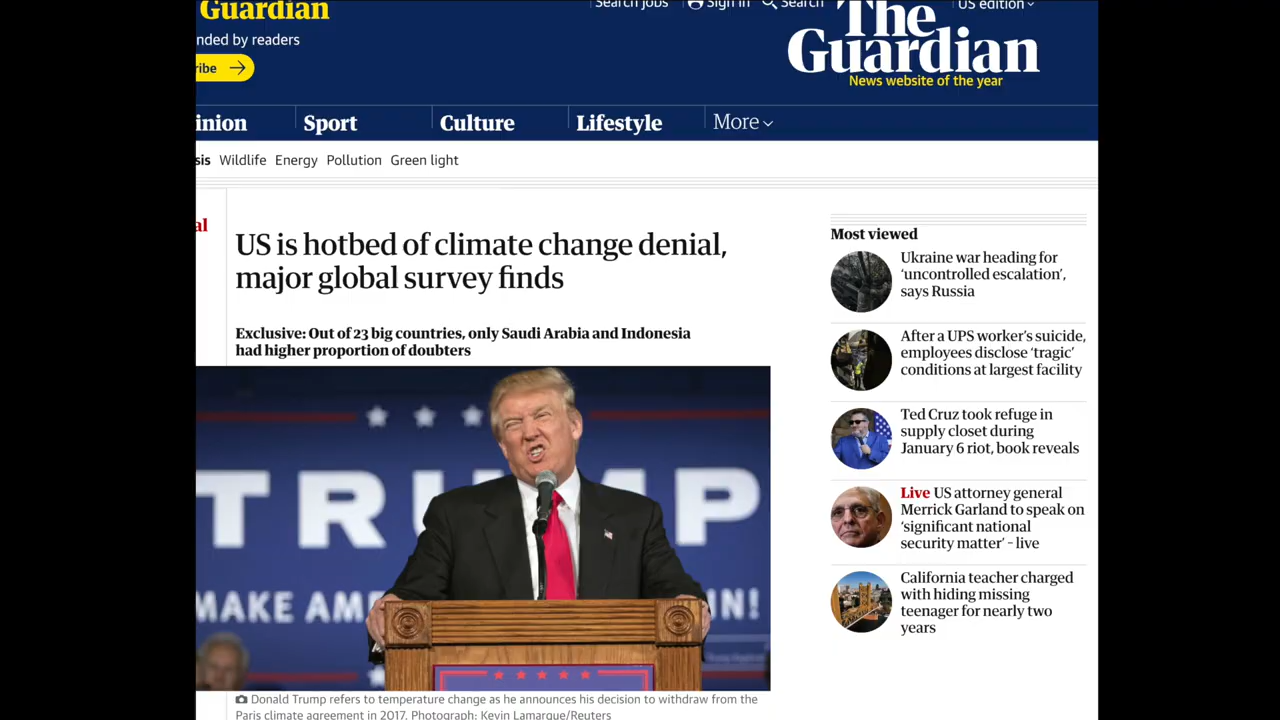 Guardian
nded by readers
ribe
Search jobs
Sign in
Search
US edition
The
Guardian
News website of the year
inion
Sport
Culture
Lifestyle
More
sis
Wildlife
Energy
Pollution
Green light
al
US is hotbed of climate change denial,
major global survey finds
Exclusive: Out of 23 big countries, only Saudi Arabia and Indonesia
had higher proportion of doubters
TRUMP
MAKE AME
IN!
Donald Trump refers to temperature change as he announces his decision to withdraw from the
Paris climate agreement in 2017. Photograph: Kevin Lamarque/Reuters
Most viewed
Ukraine war heading for
‘uncontrolled escalation’,
says Russia
After a UPS worker’s suicide,
employees disclose ‘tragic’
conditions at largest facility
Ted Cruz took refuge in
supply closet during
January 6 riot, book reveals
Live US attorney general
Merrick Garland to speak on
‘significant national
security matter’ – live
California teacher charged
with hiding missing
teenager for nearly two
years